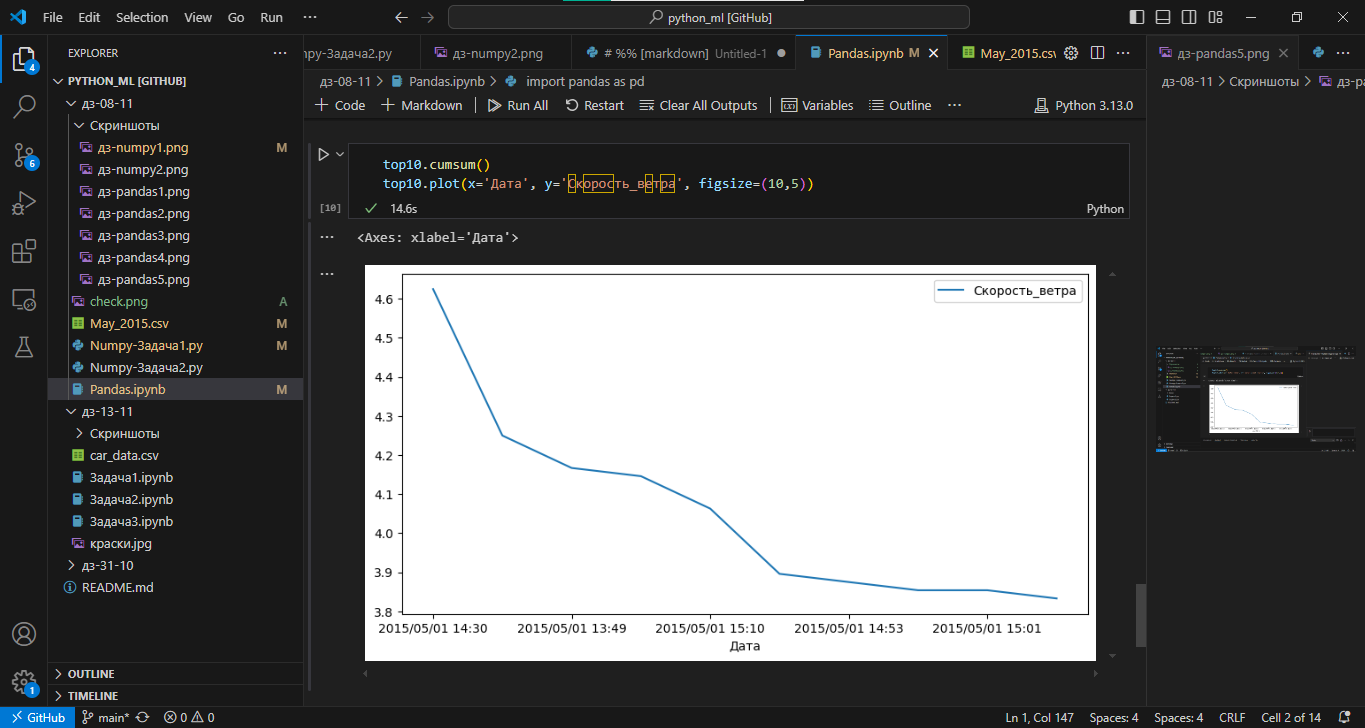 File Edit Selection View Go Run ··· python_ml [GitHub]
EXPLORER ···
PYTHON_ML [GITHUB]
дз-08-11
Скриншоты
дз-numpy1.png M
дз-numpy2.png
дз-pandas1.png
дз-pandas2.png
дз-pandas3.png
дз-pandas4.png
дз-pandas5.png
check.png A
May_2015.csv M
Numpy-Задача1.py M
Numpy-Задача2.py
Pandas.ipynb M
дз-13-11
Скриншоты
car_data.csv
Задача1.ipynb
Задача2.ipynb
Задача3.ipynb
краски.jpg
дз-31-10
README.md
OUTLINE
TIMELINE
4
6
1
mpy-Задача2.py дз-numpy2.png # %% [markdown] Untitled-1 Pandas.ipynb M May_2015.csv ···
дз-08-11 > Pandas.ipynb > import pandas as pd
+ Code + Markdown Run All Restart Clear All Outputs Variables Outline ··· Python 3.13.0
top10.cumsum()
top10.plot(x='Дата', y='Скорость_ветра', figsize=(10,5))
[10] 14.6s Python
<Axes: xlabel='Дата'>
Скорость_ветра
4.6
4.5
4.4
4.3
4.2
4.1
4.0
3.9
3.8
2015/05/01 14:30 2015/05/01 13:49 2015/05/01 15:10 2015/05/01 14:53 2015/05/01 15:01
Дата
дз-pandas5.png ···
дз-08-11 > Скриншоты >
GitHub main* 0 0 Ln 1, Col 147 Spaces: 4 Spaces: 4 CRLF Cell 2 of 14